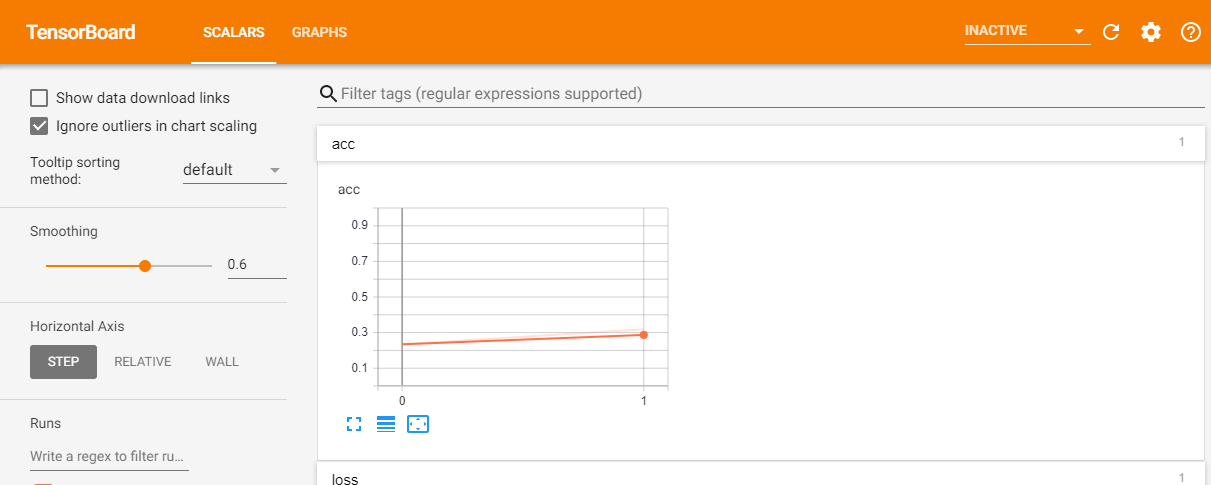 TensorBoard SCALARS GRAPHS INACTIVE
Show data download links
Ignore outliers in chart scaling
Tooltip sorting
method:
default
Smoothing
0.6
Horizontal Axis
STEP RELATIVE WALL
Runs
Write a regex to filter ru...
Filter tags (regular expressions supported)
acc 1
acc
0.9
0.7
0.5
0.3
0.1
0 1
loss 1